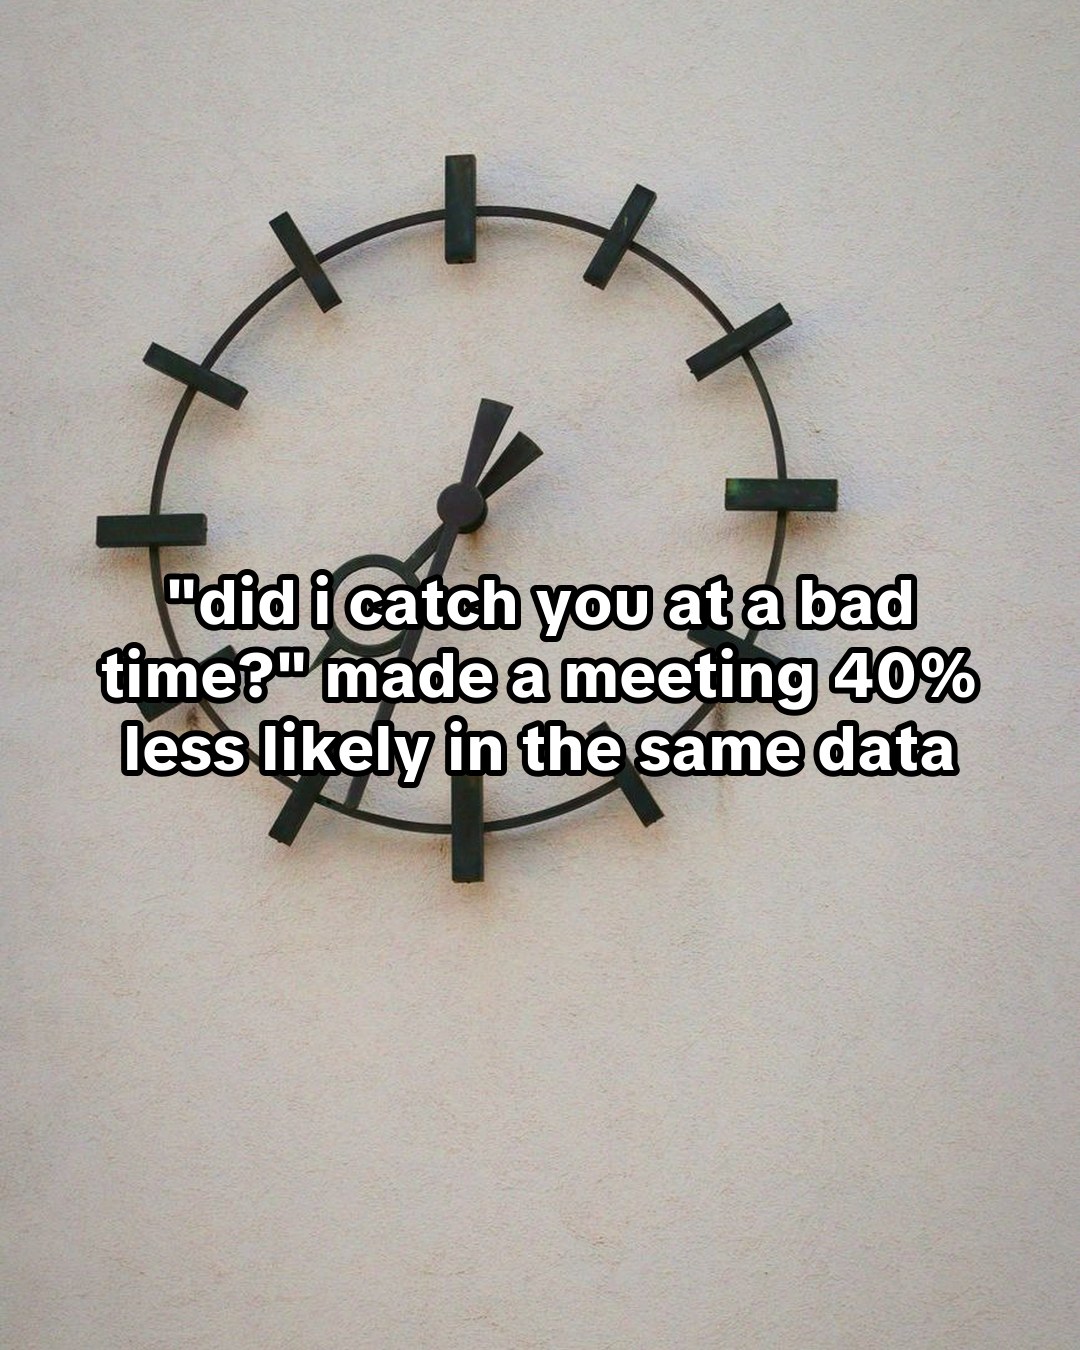 "did i catch you at a bad
time?" made a meeting 40%
less likely in the same data